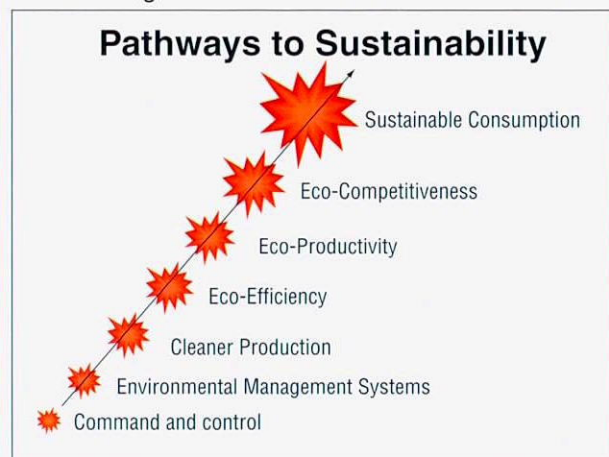 Pathways to Sustainability
Sustainable Consumption
Eco-Competitiveness
Eco-Productivity
Eco-Efficiency
Cleaner Production
Environmental Management Systems
Command and control